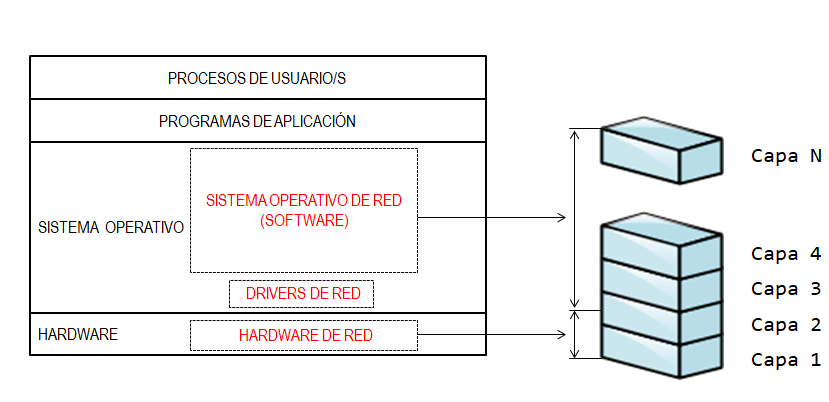 PROCESOS DE USUARIO/S
PROGRAMAS DE APLICACIÓN
SISTEMA OPERATIVO
SISTEMA OPERATIVO DE RED
(SOFTWARE)
DRIVERS DE RED
HARDWARE
HARDWARE DE RED
Capa N
Capa 4
Capa 3
Capa 2
Capa 1